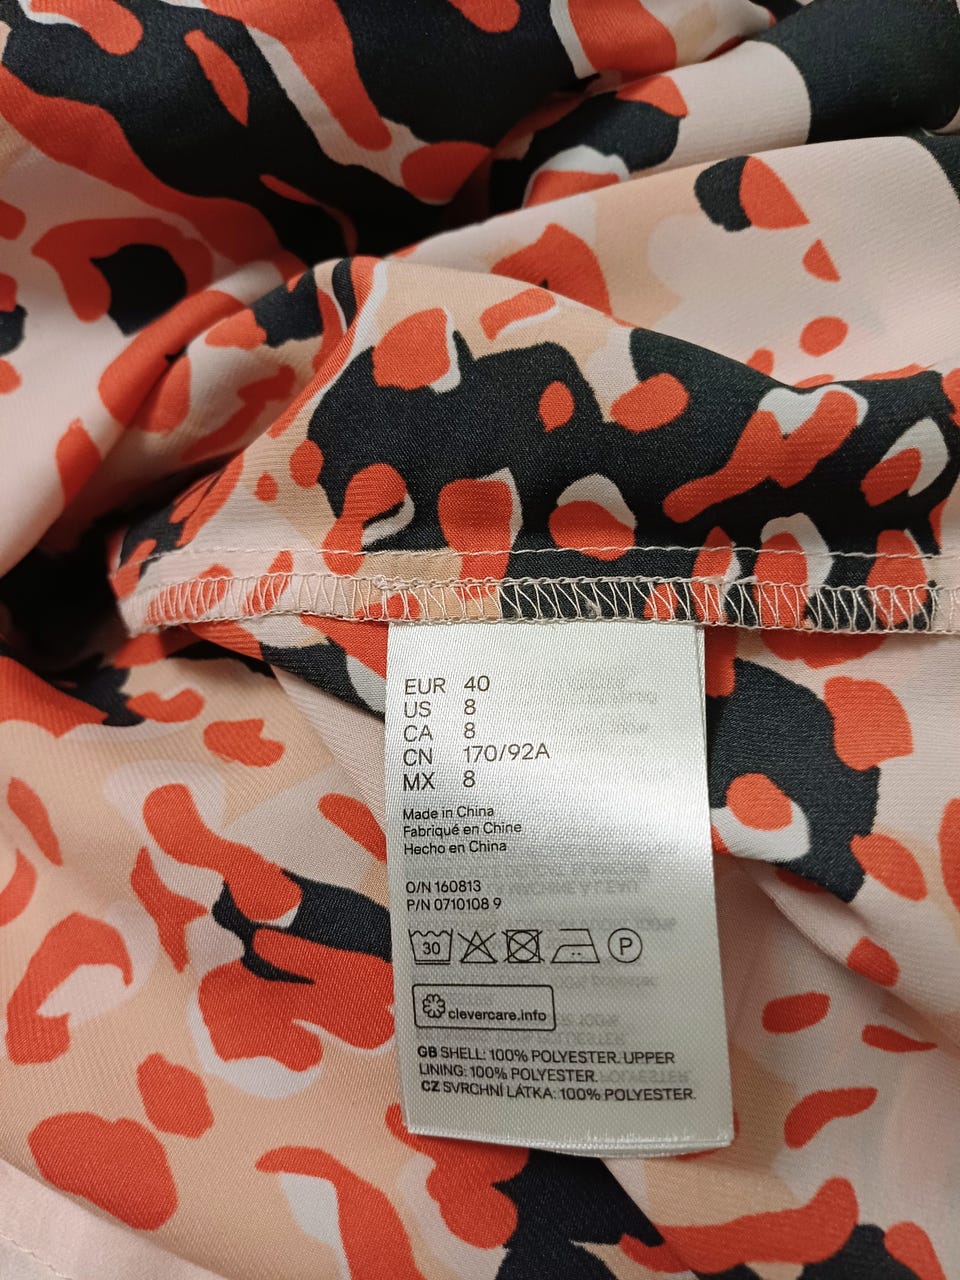 EUR 40
US 8
CA 8
CN 170/92A
MX 8
Made in China
Fabriqué en Chine
Hecho en China
O/N 160813
P/N 0710108 9
30 P
clevercare.info
GB SHELL: 100% POLYESTER. UPPER
LINING: 100% POLYESTER.
CZ SVRCHNÍ LÁTKA: 100% POLYESTER.